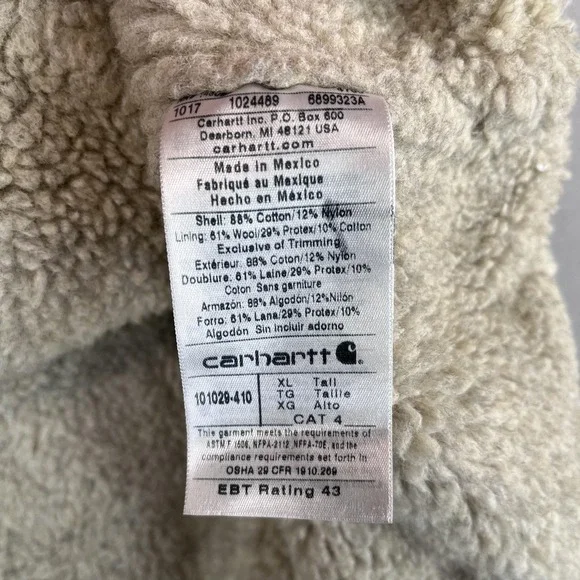 1017 1024489 6899323A
Carhartt Inc. P.O. Box 600
Dearborn, MI 48121 USA
carhartt.com
Made in Mexico
Fabriqué au Mexique
Hecho en México
Shell: 88% Cotton/12% Nylon
Lining: 61% Wool/29% Protex/10% Cotton
Exclusive of Trimming
Extérieur: 88% Coton/12% Nylon
Doublure: 61% Laine/29% Protex/10%
Coton Sans garniture
Armazón: 88% Algodón/12%Nilón
Forro: 61% Lana/29% Protex/10%
Algodón Sin incluir adorno
carhartt
101029-410
XL Tall
TG Taille
XG Alto
CAT 4
This garment meets the requirements of
ASTM F 1506, NFPA-2112 ,NFPA-70E, and the
compliance requirements set forth in
OSHA 29 CFR 1910.269
EBT Rating 43